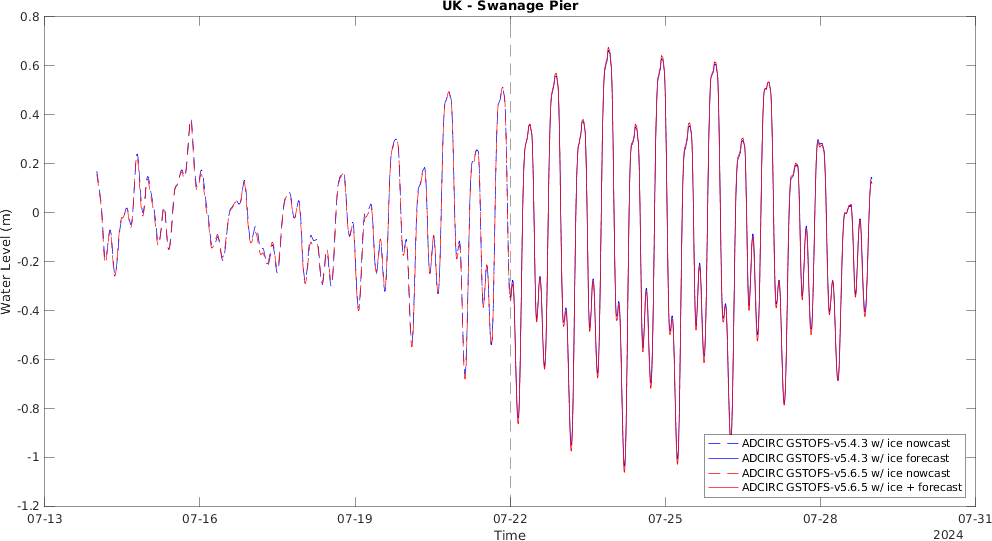 UK - Swanage Pier
0.8
0.6
0.4
0.2
0
-0.2
-0.4
-0.6
-0.8
-1
-1.2
Water Level (m)
ADCIRC GSTOFS-v5.4.3 w/ ice nowcast
ADCIRC GSTOFS-v5.4.3 w/ ice forecast
ADCIRC GSTOFS-v5.6.5 w/ ice nowcast
ADCIRC GSTOFS-v5.6.5 w/ ice + forecast
07-13 07-16 07-19 07-22 07-25 07-28 07-31
Time
2024